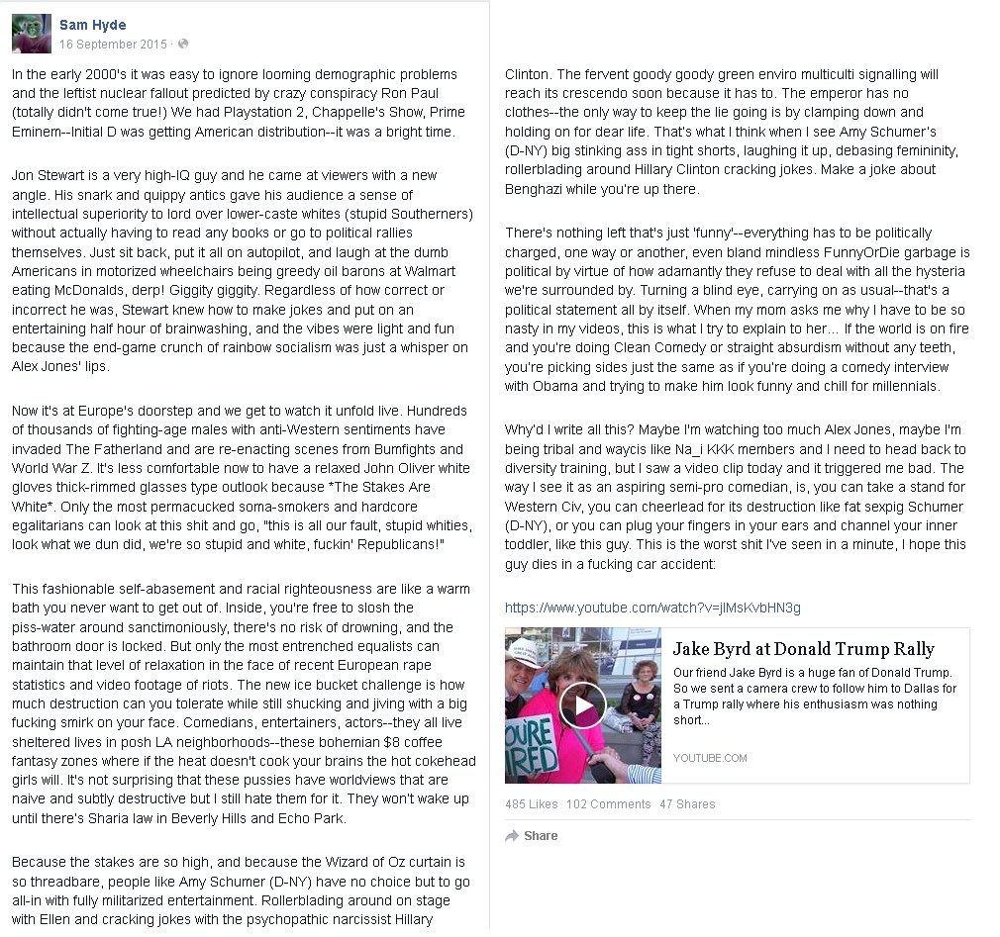 Sam Hyde
16 September 2015 ·
In the early 2000's it was easy to ignore looming demographic problems
and the leftist nuclear fallout predicted by crazy conspiracy Ron Paul
(totally didn't come true!) We had Playstation 2, Chappelle's Show, Prime
Eminem--Initial D was getting American distribution--it was a bright time.
Jon Stewart is a very high-IQ guy and he came at viewers with a new
angle. His snark and quippy antics gave his audience a sense of
intellectual superiority to lord over lower-caste whites (stupid Southerners)
without actually having to read any books or go to political rallies
themselves. Just sit back, put it all on autopilot, and laugh at the dumb
Americans in motorized wheelchairs being greedy oil barons at Walmart
eating McDonalds, derp! Giggity giggity. Regardless of how correct or
incorrect he was, Stewart knew how to make jokes and put on an
entertaining half hour of brainwashing, and the vibes were light and fun
because the end-game crunch of rainbow socialism was just a whisper on
Alex Jones' lips.
Now it's at Europe's doorstep and we get to watch it unfold live. Hundreds
of thousands of fighting-age males with anti-Western sentiments have
invaded The Fatherland and are re-enacting scenes from Bumfights and
World War Z. It's less comfortable now to have a relaxed John Oliver white
gloves thick-rimmed glasses type outlook because *The Stakes Are
White*. Only the most permacucked soma-smokers and hardcore
egalitarians can look at this shit and go, "this is all our fault, stupid whities,
look what we dun did, we're so stupid and white, fuckin' Republicans!"
This fashionable self-abasement and racial righteousness are like a warm
bath you never want to get out of. Inside, you're free to slosh the
piss-water around sanctimoniously, there's no risk of drowning, and the
bathroom door is locked. But only the most entrenched equalists can
maintain that level of relaxation in the face of recent European rape
statistics and video footage of riots. The new ice bucket challenge is how
much destruction can you tolerate while still shucking and jiving with a big
fucking smirk on your face. Comedians, entertainers, actors--they all live
sheltered lives in posh LA neighborhoods--these bohemian $8 coffee
fantasy zones where if the heat doesn't cook your brains the hot cokehead
girls will. It's not surprising that these pussies have worldviews that are
naive and subtly destructive but I still hate them for it. They won't wake up
until there's Sharia law in Beverly Hills and Echo Park.
Because the stakes are so high, and because the Wizard of Oz curtain is
so threadbare, people like Amy Schumer (D-NY) have no choice but to go
all-in with fully militarized entertainment. Rollerblading around on stage
with Ellen and cracking jokes with the psychopathic narcissist Hillary
Clinton. The fervent goody goody green enviro multiculti signalling will
reach its crescendo soon because it has to. The emperor has no
clothes--the only way to keep the lie going is by clamping down and
holding on for dear life. That's what I think when I see Amy Schumer's
(D-NY) big stinking ass in tight shorts, laughing it up, debasing femininity,
rollerblading around Hillary Clinton cracking jokes. Make a joke about
Benghazi while you're up there.
There's nothing left that's just 'funny'--everything has to be politically
charged, one way or another, even bland mindless FunnyOrDie garbage is
political by virtue of how adamantly they refuse to deal with all the hysteria
we're surrounded by. Turning a blind eye, carrying on as usual--that's a
political statement all by itself. When my mom asks me why I have to be so
nasty in my videos, this is what I try to explain to her... If the world is on fire
and you're doing Clean Comedy or straight absurdism without any teeth,
you're picking sides just the same as if you're doing a comedy interview
with Obama and trying to make him look funny and chill for millennials.
Why'd I write all this? Maybe I'm watching too much Alex Jones, maybe I'm
being tribal and waycis like Na_i KKK members and I need to head back to
diversity training, but I saw a video clip today and it triggered me bad. The
way I see it as an aspiring semi-pro comedian, is, you can take a stand for
Western Civ, you can cheerlead for its destruction like fat sexpig Schumer
(D-NY), or you can plug your fingers in your ears and channel your inner
toddler, like this guy. This is the worst shit I've seen in a minute, I hope this
guy dies in a fucking car accident:
https://www.youtube.com/watch?v=jlMsKvbHN3g
Jake Byrd at Donald Trump Rally
Our friend Jake Byrd is a huge fan of Donald Trump.
So we sent a camera crew to follow him to Dallas for
a Trump rally where his enthusiasm was nothing
short...
YOUTUBE.COM
OU'RE
IRED
485 Likes 102 Comments 47 Shares
Share